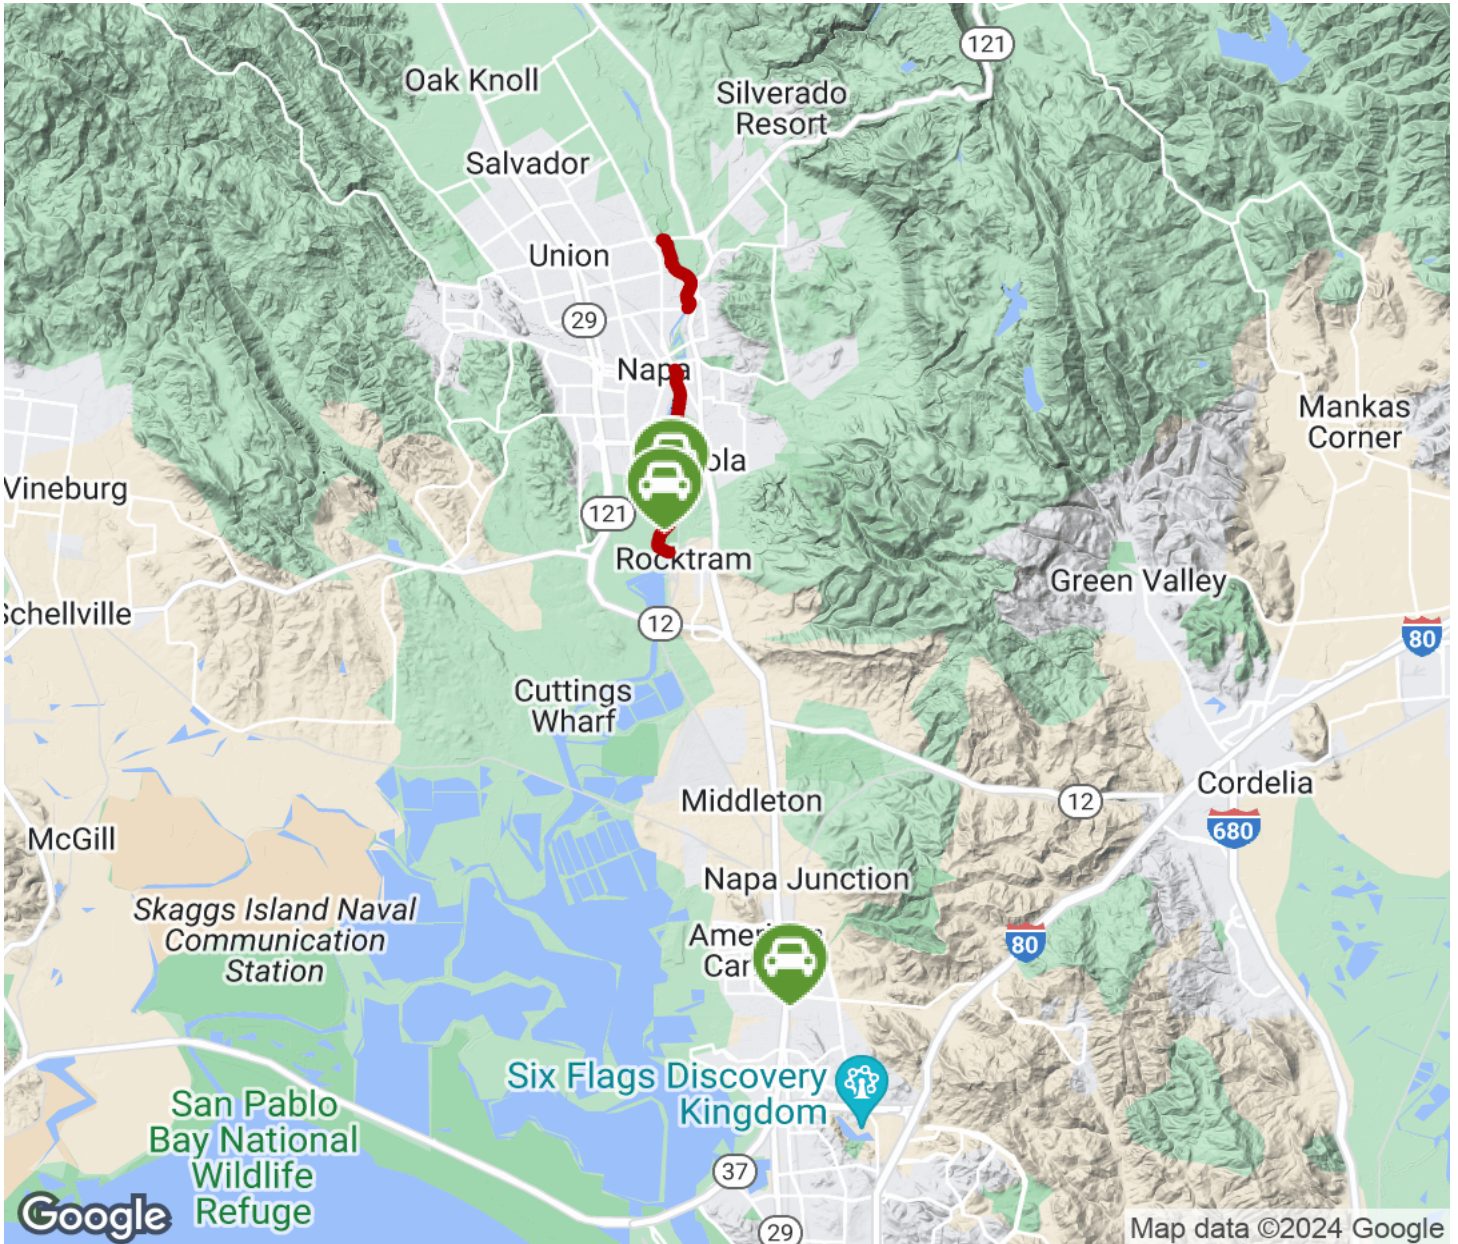 121
Oak Knoll
Silverado
Resort
Salvador
Union
29
Napa
Mankas
Corner
ola
Vineburg
121
Rocktram
Green Valley
Schellville
12
80
Cuttings
Wharf
Cordelia
Middleton
12
680
McGill
Napa Junction
Skaggs Island Naval
Communication
Station
Ameri
Can
80
Six Flags Discovery
Kingdom
San Pablo
Bay National
Wildlife
Refuge
37
29
Google
Map data ©2024 Google